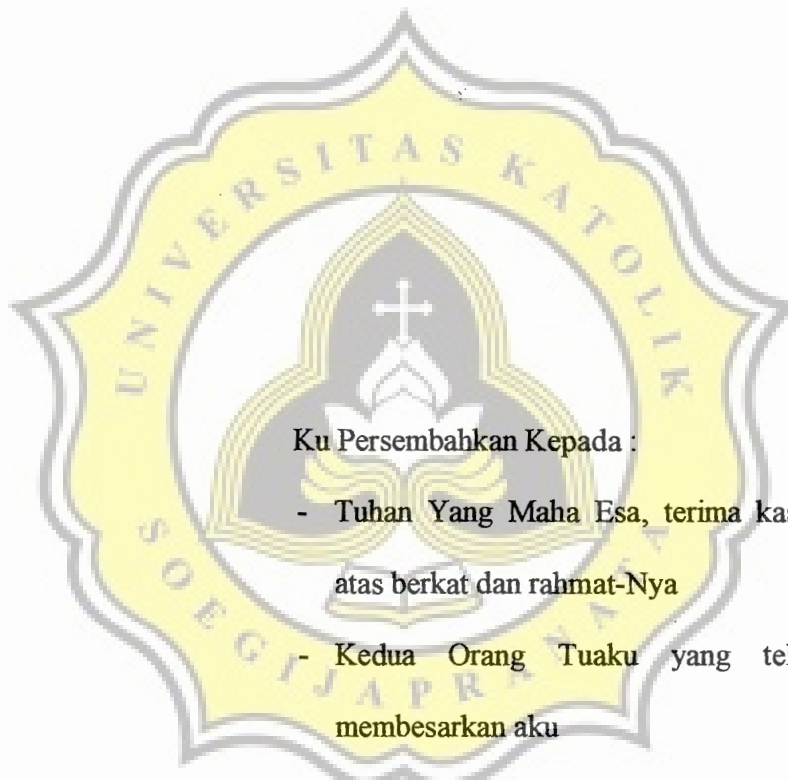 UNIVERSITAS KATOLIK
Ku Persembahkan Kepada :
- Tuhan Yang Maha Esa, terima
atas berkat dan rahmat-Nya
- Kedua Orang Tuaku yang
membesarkan aku
SOEGIJAPRANATA